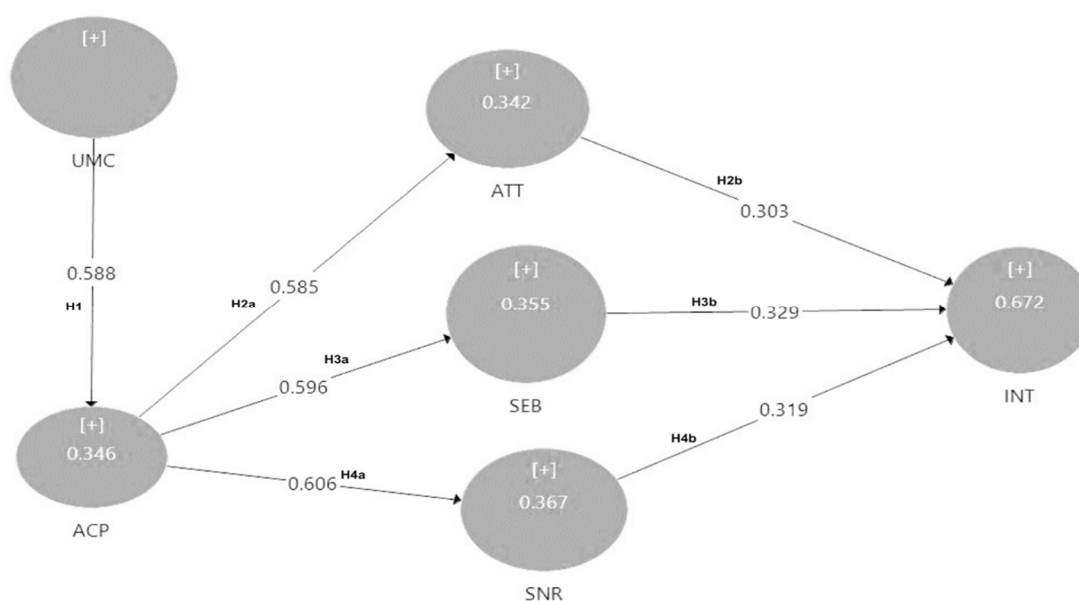 [+]
UMC
0.588
H1
[+]
0.346
ACP
H2a
0.585
H3a
0.596
H4a
0.606
[+]
0.342
ATT
[+]
0.355
SEB
[+]
0.367
SNR
H2b
0.303
H3b
0.329
H4b
0.319
[+]
0.672
INT